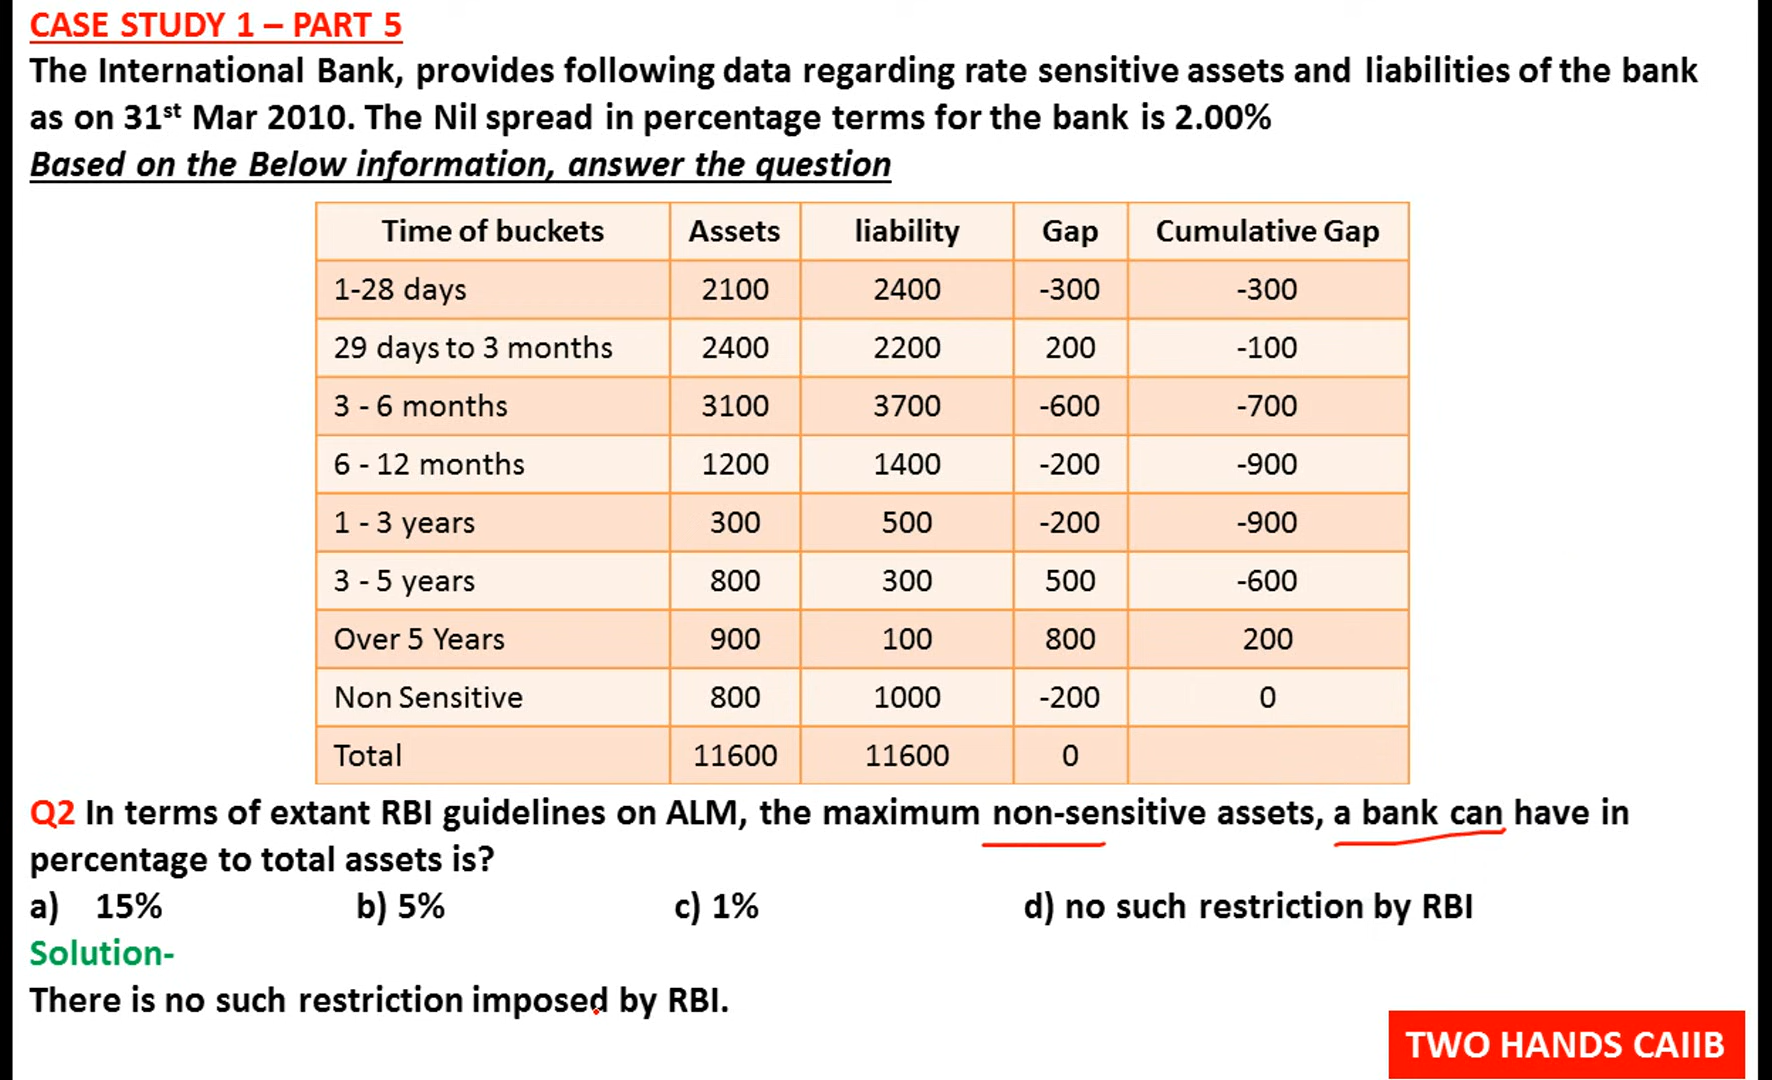 CASE STUDY 1 – PART 5
The International Bank, provides following data regarding rate sensitive assets and liabilities of the bank
as on 31st Mar 2010. The Nil spread in percentage terms for the bank is 2.00%
Based on the Below information, answer the question
Time of buckets Assets liability Gap Cumulative Gap
1-28 days 2100 2400 -300 -300
29 days to 3 months 2400 2200 200 -100
3 - 6 months 3100 3700 -600 -700
6 - 12 months 1200 1400 -200 -900
1 - 3 years 300 500 -200 -900
3 - 5 years 800 300 500 -600
Over 5 Years 900 100 800 200
Non Sensitive 800 1000 -200 0
Total 11600 11600 0
Q2 In terms of extant RBI guidelines on ALM, the maximum non-sensitive assets, a bank can have in
percentage to total assets is?
a) 15% b) 5% c) 1% d) no such restriction by RBI
Solution-
There is no such restriction imposed by RBI.
TWO HANDS CAIIB